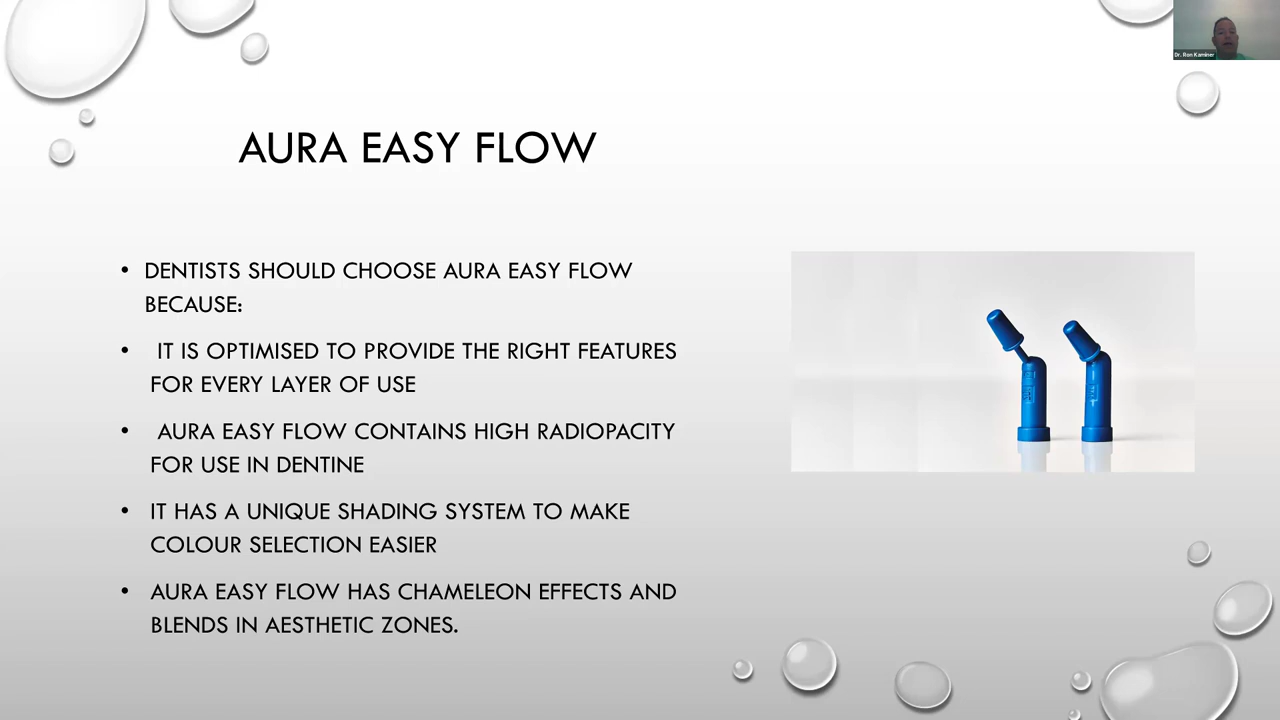 Dr. Ron Kaminer
AURA EASY FLOW
• DENTISTS SHOULD CHOOSE AURA EASY FLOW
BECAUSE:
• IT IS OPTIMISED TO PROVIDE THE RIGHT FEATURES
FOR EVERY LAYER OF USE
• AURA EASY FLOW CONTAINS HIGH RADIOPACITY
FOR USE IN DENTINE
• IT HAS A UNIQUE SHADING SYSTEM TO MAKE
COLOUR SELECTION EASIER
• AURA EASY FLOW HAS CHAMELEON EFFECTS AND
BLENDS IN AESTHETIC ZONES.